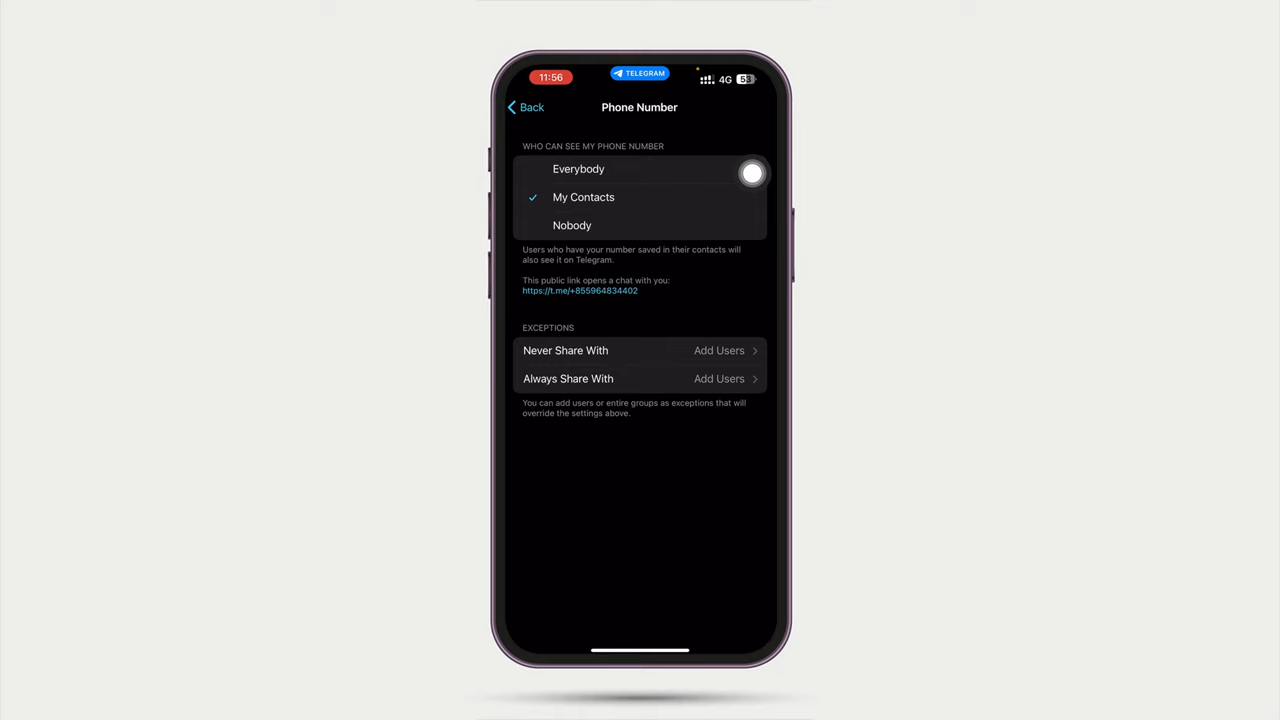 11:56
TELEGRAM
4G
53
Back
Phone Number
WHO CAN SEE MY PHONE NUMBER
Everybody
My Contacts
Nobody
Users who have your number saved in their contacts will
also see it on Telegram.
This public link opens a chat with you:
https://t.me/+855964834402
EXCEPTIONS
Never Share With Add Users
Always Share With Add Users
You can add users or entire groups as exceptions that will
override the settings above.